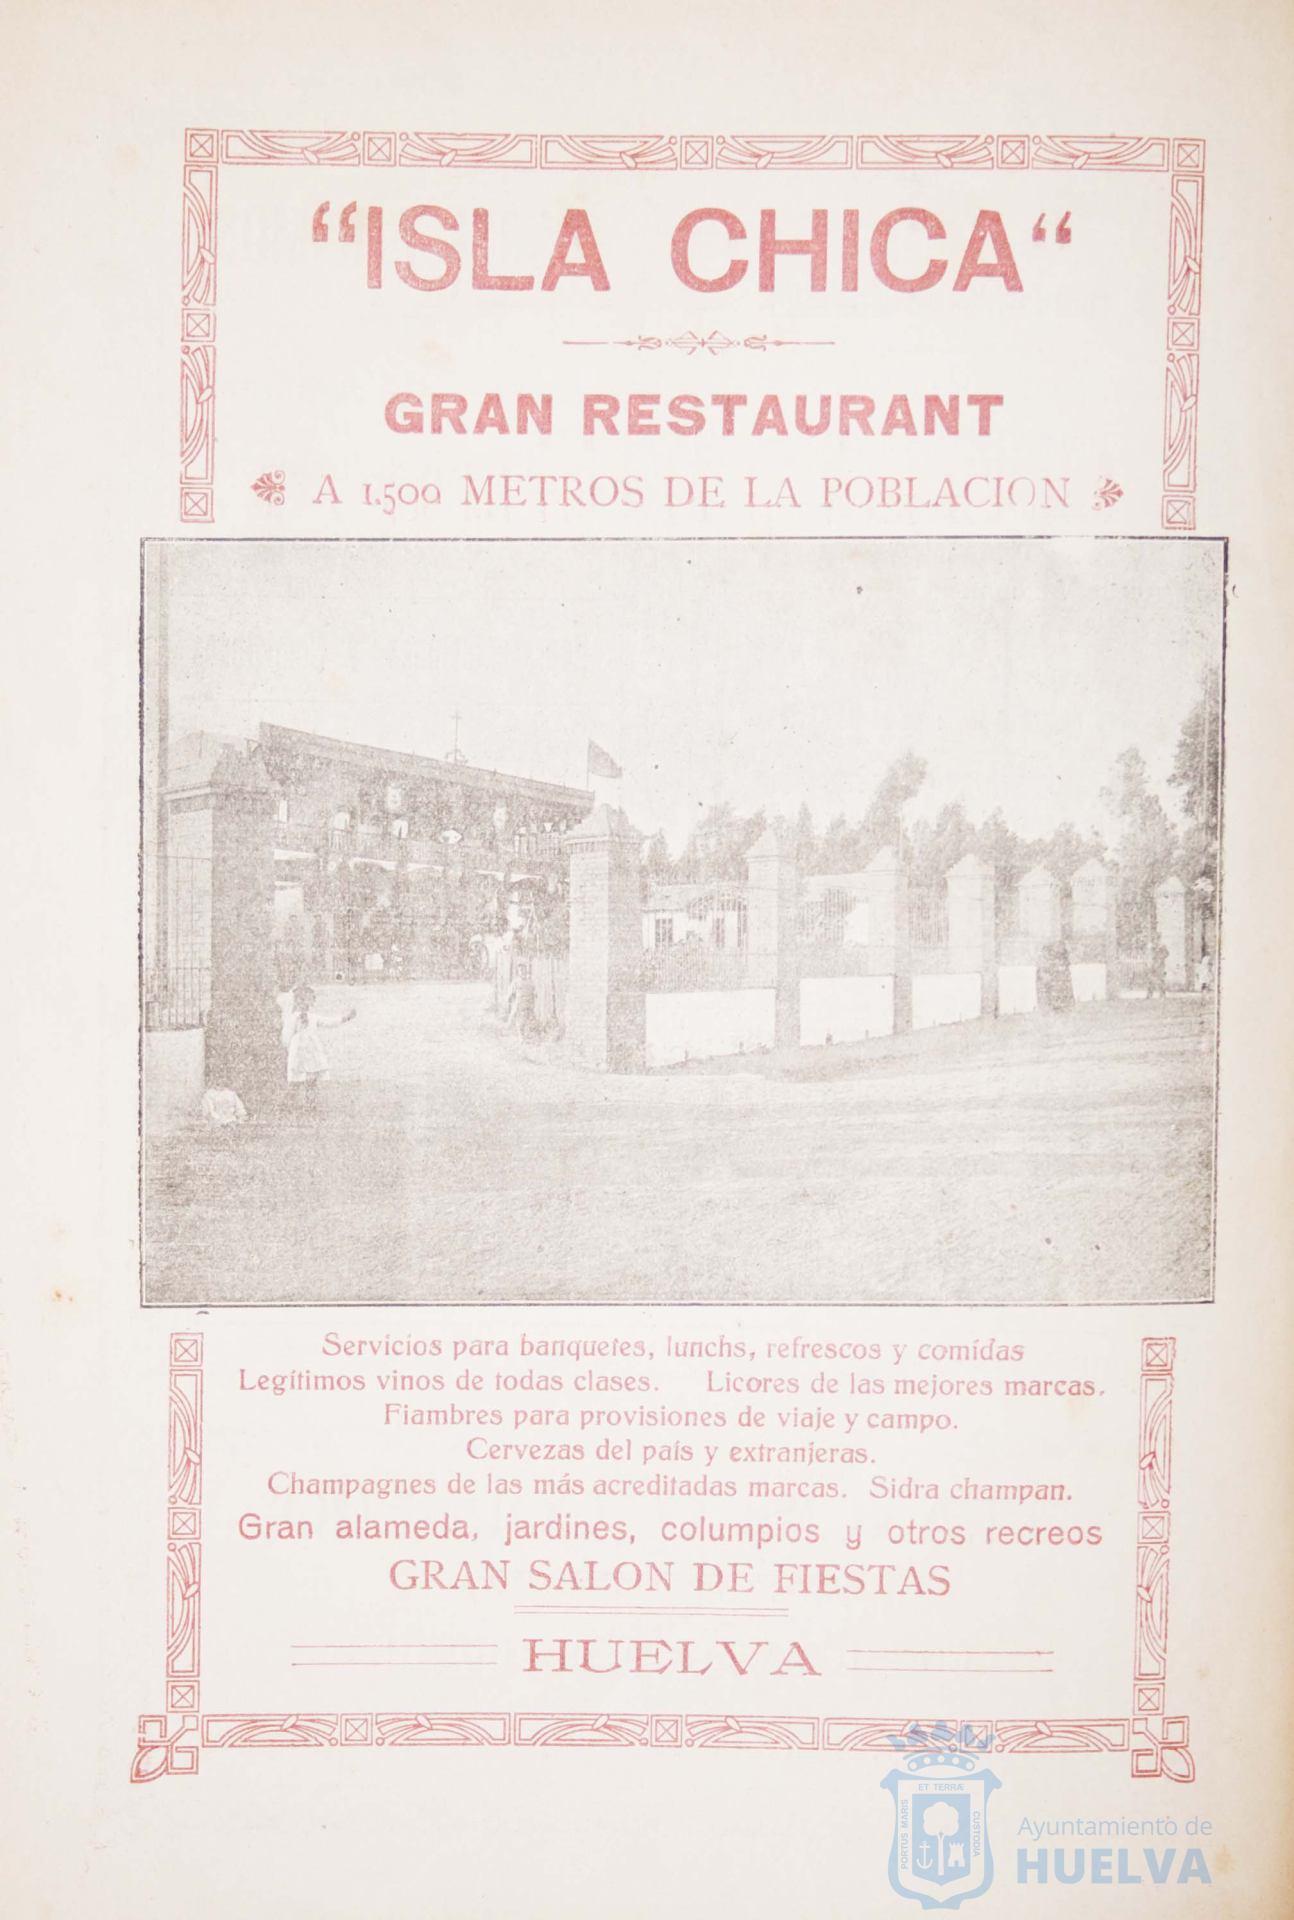 “ISLA CHICA“
GRAN RESTAURANT
A 1.500 METROS DE LA POBLACION
Servicios para banquetes, lunchs, refrescos y comidas
Legítimos vinos de todas clases. Licores de las mejores marcas.
Fiambres para provisiones de viaje y campo.
Cervezas del país y extranjeras.
Champagnes de las más acreditadas marcas. Sidra champan.
Gran alameda, jardines, columpios y otros recreos
GRAN SALON DE FIESTAS
HUELVA
PORTUS MARIS
ET TERRÆ
CUSTODIA
Ayuntamiento de
HUELVA